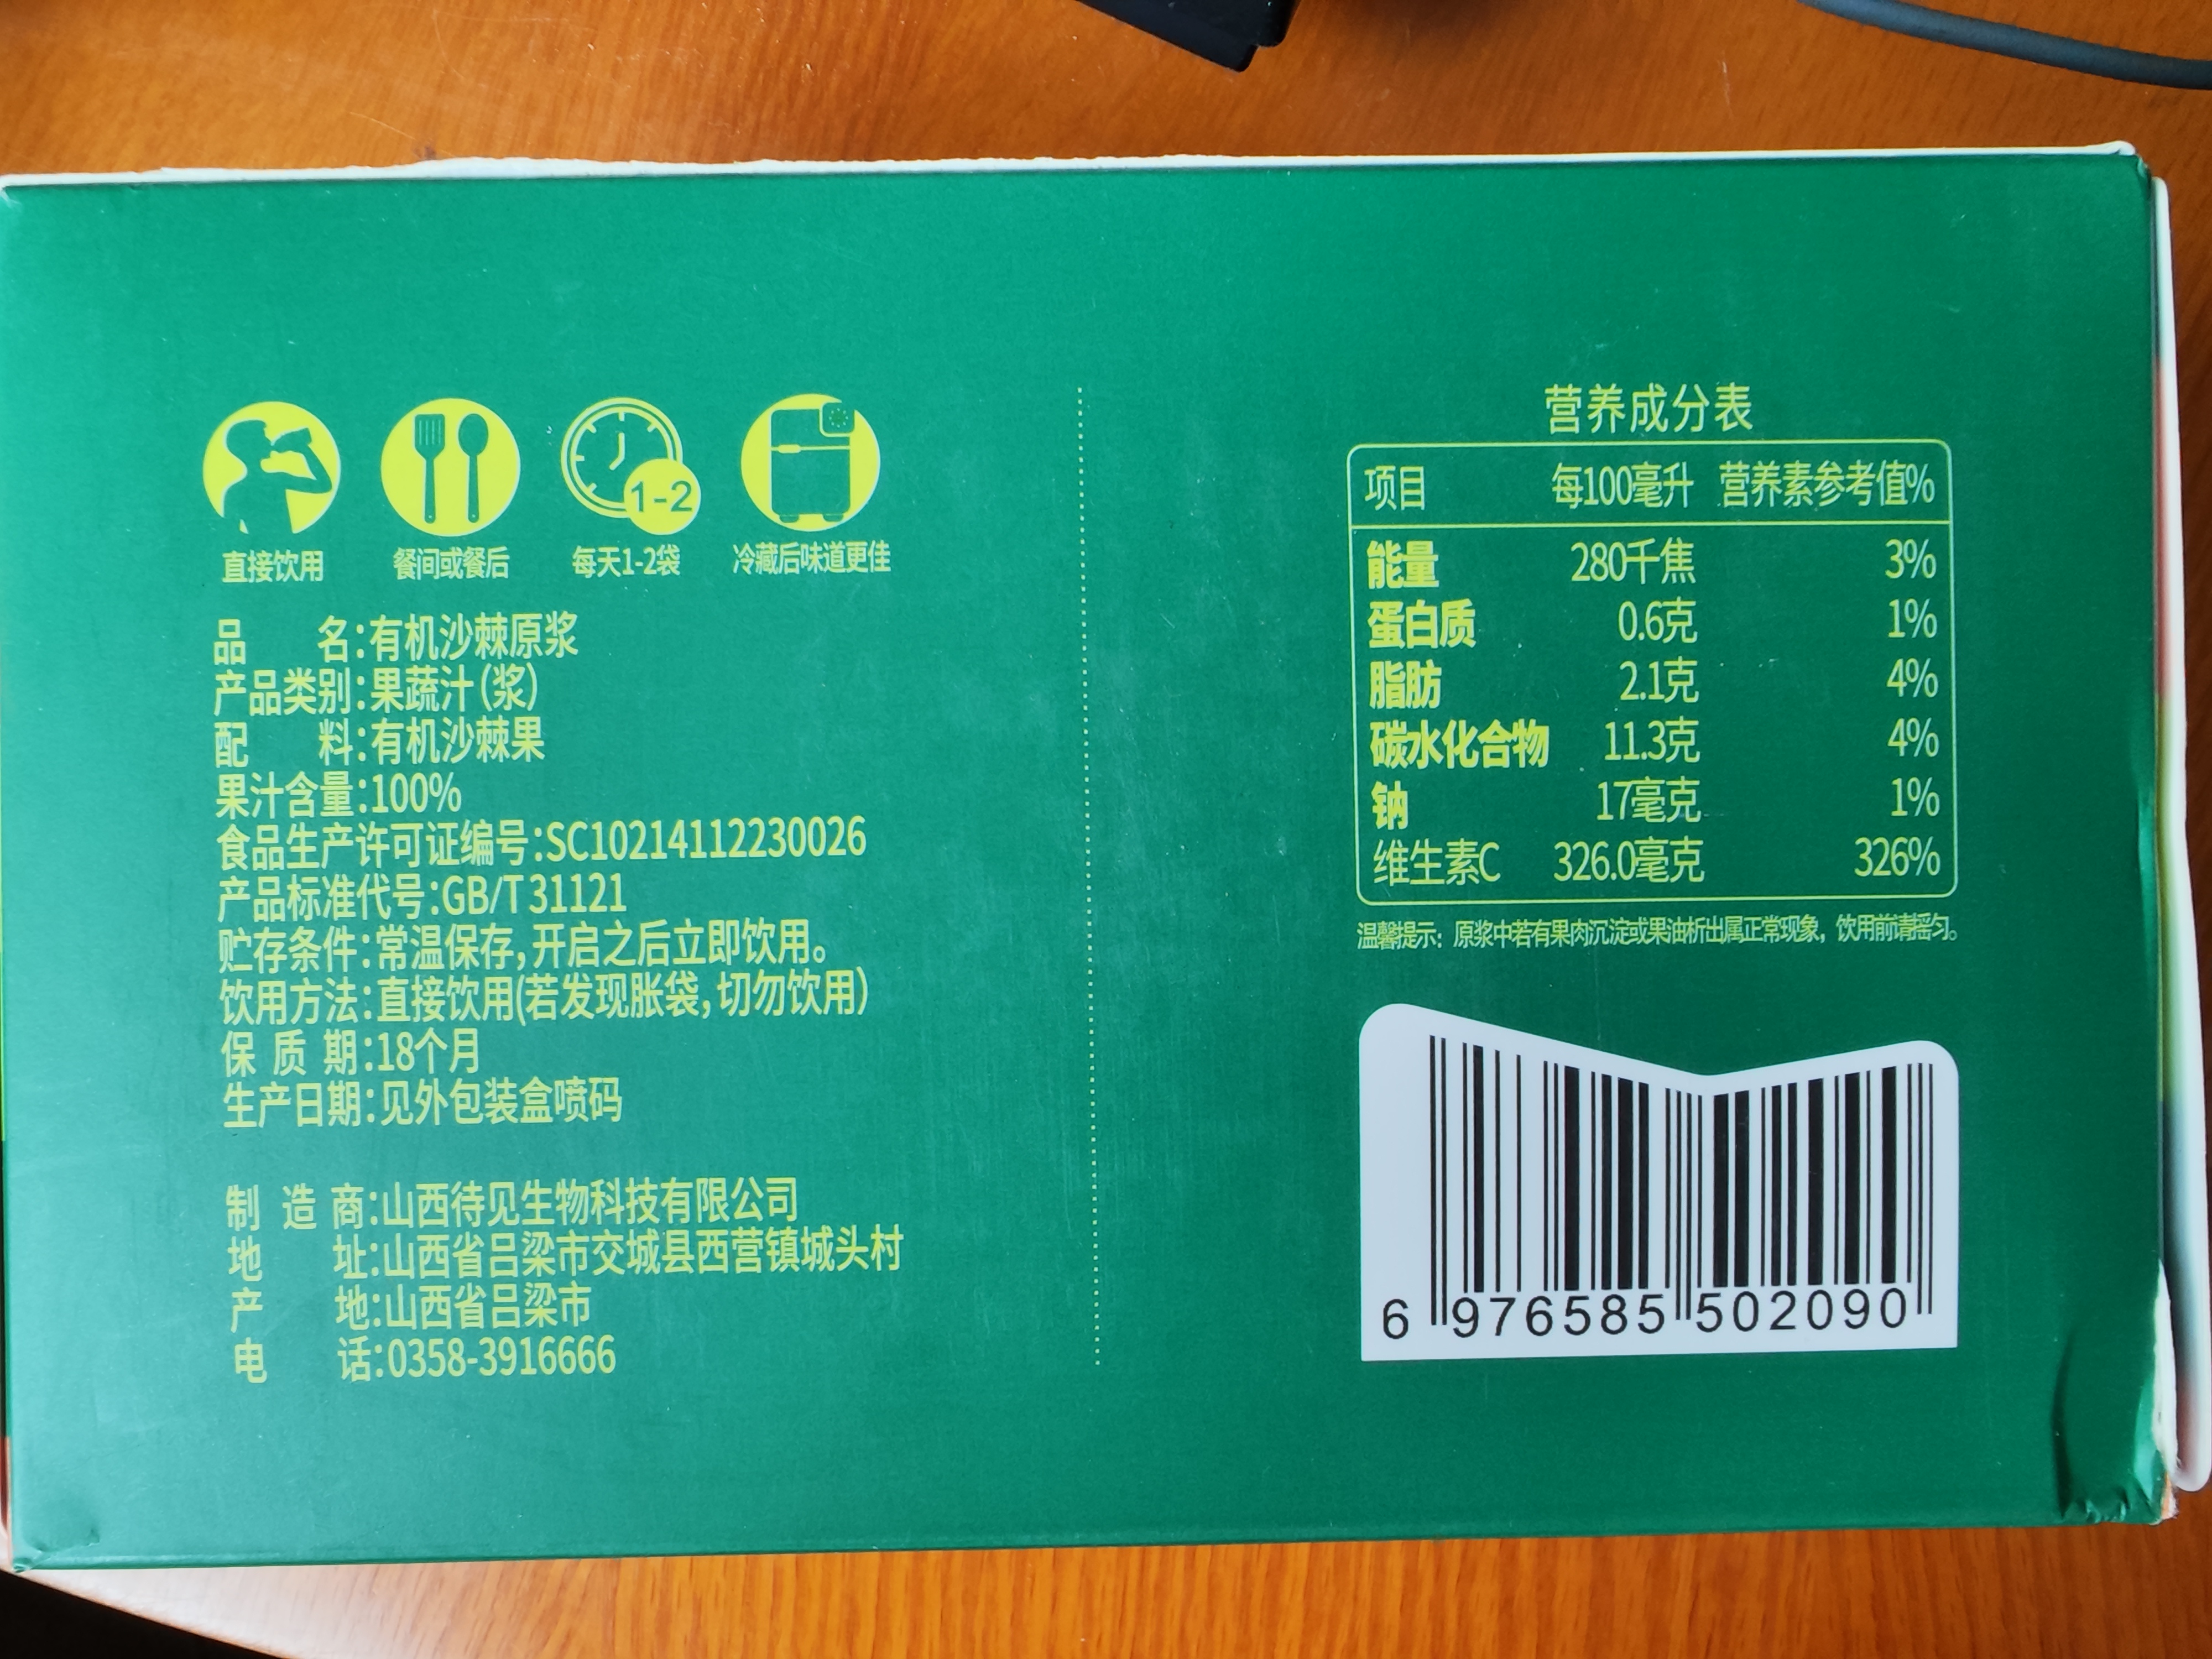 1-2
直接饮用 餐间或餐后 每天1-2袋 冷藏后味道更佳
品名:有机沙棘原浆
产品类别:果蔬汁(浆)
配料:有机沙棘果
果汁含量:100%
食品生产许可证编号:SC10214112230026
产品标准代号:GB/T 31121
贮存条件:常温保存,开启之后立即饮用。
饮用方法:直接饮用(若发现胀袋,切勿饮用)
保质期:18个月
生产日期:见外包装盒喷码
制造商:山西待见生物科技有限公司
地址:山西省吕梁市交城县西营镇城头村
产地:山西省吕梁市
电话:0358-3916666
营养成分表
项目 每100毫升 营养素参考值%
能量 280千焦 3%
蛋白质 0.6克 1%
脂肪 2.1克 4%
碳水化合物 11.3克 4%
钠 17毫克 1%
维生素C 326.0毫克 326%
温馨提示：原浆中若有果肉沉淀或果油析出属正常现象，饮用前请摇匀。
6 976585 502090